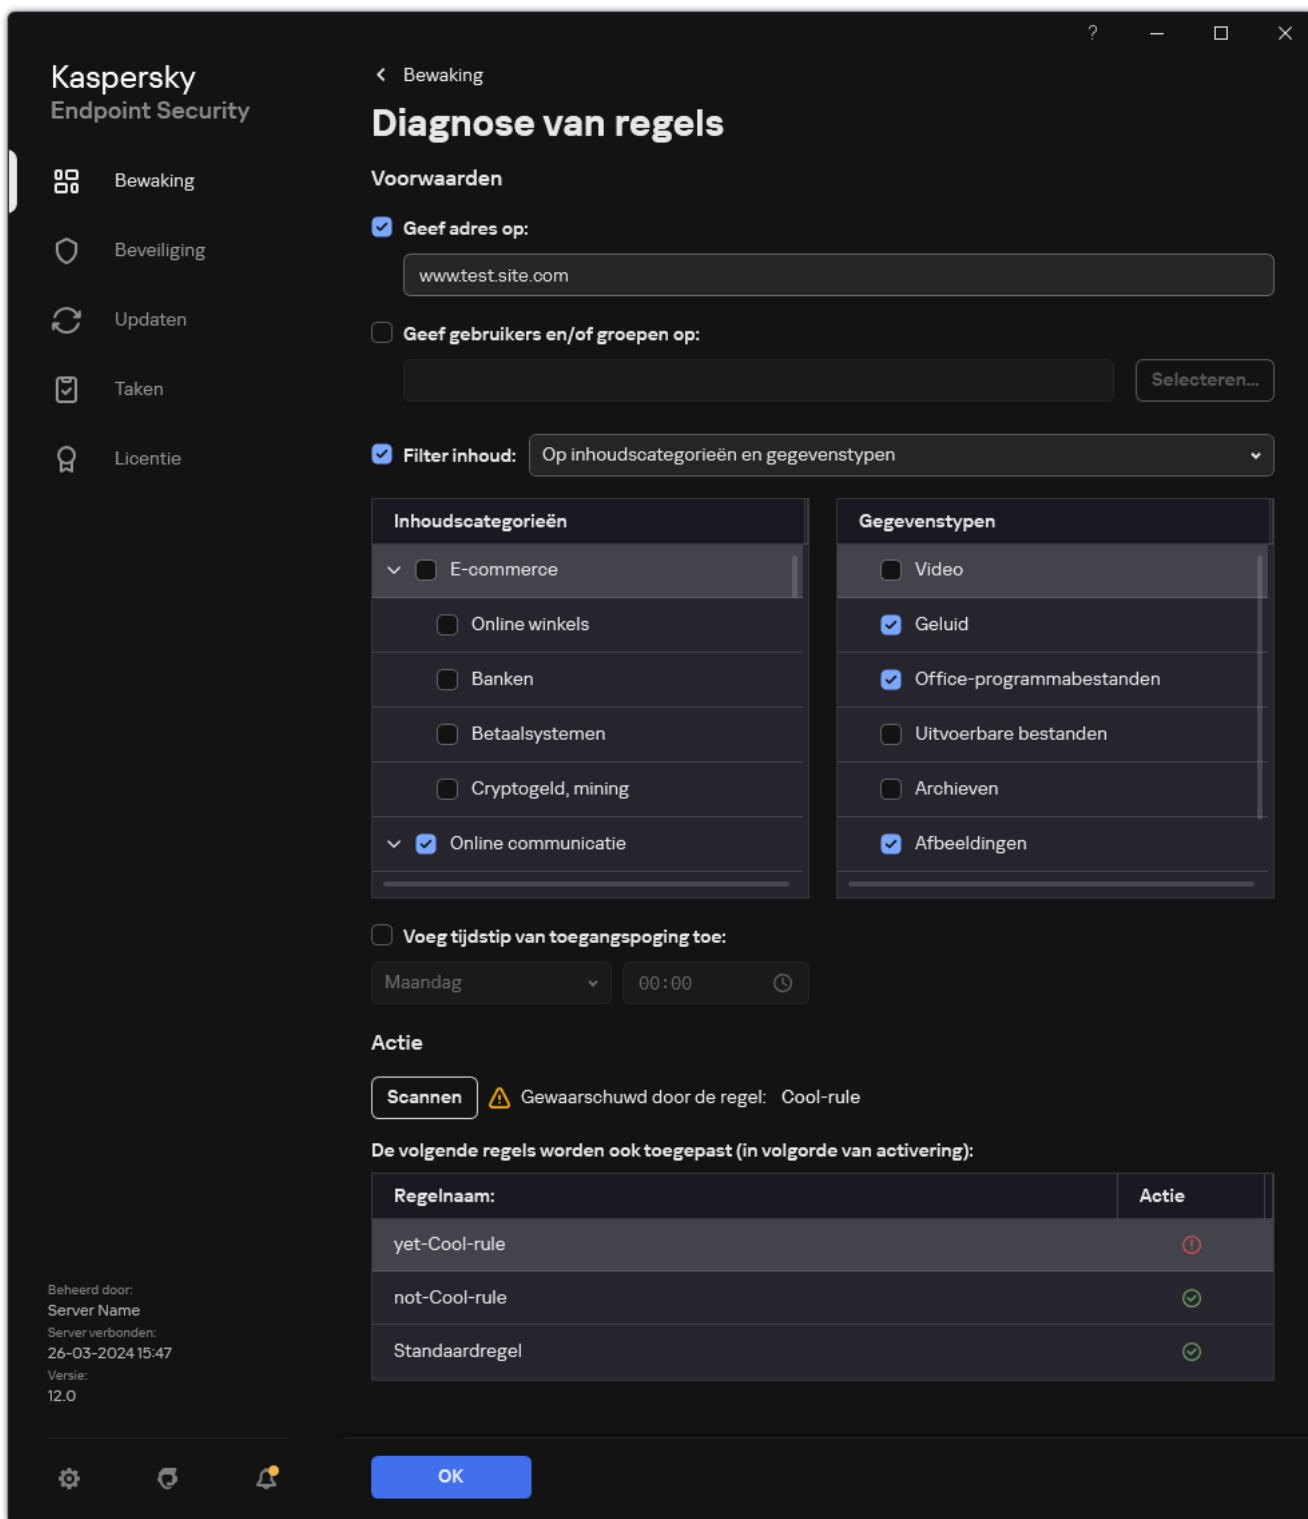 ?
Kaspersky
Endpoint Security
Bewaking
Beveiliging
Updaten
Taken
Licentie
Beheerd door:
Server Name
Server verbonden:
26-03-2024 15:47
Versie:
12.0
Bewaking
Diagnose van regels
Voorwaarden
Geef adres op:
www.test.site.com
Geef gebruikers en/of groepen op:
Selecteren...
Filter inhoud:
Op inhoudscategorieën en gegevenstypen
Inhoudscategorieën
E-commerce
Online winkels
Banken
Betaalsystemen
Cryptogeld, mining
Online communicatie
Gegevenstypen
Video
Geluid
Office-programmabestanden
Uitvoerbare bestanden
Archieven
Afbeeldingen
Voeg tijdstip van toegangspoging toe:
Maandag
00:00
Actie
Scannen
Gewaarschuwd door de regel: Cool-rule
De volgende regels worden ook toegepast (in volgorde van activering):
Regelnaam: Actie
yet-Cool-rule
not-Cool-rule
Standaardregel
OK